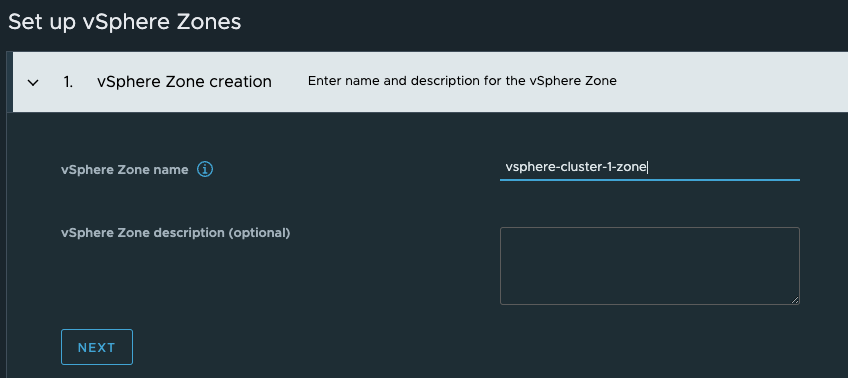 Set up vSphere Zones
1. vSphere Zone creation Enter name and description for the vSphere Zone
vSphere Zone name vsphere-cluster-1-zone
vSphere Zone description (optional)
NEXT